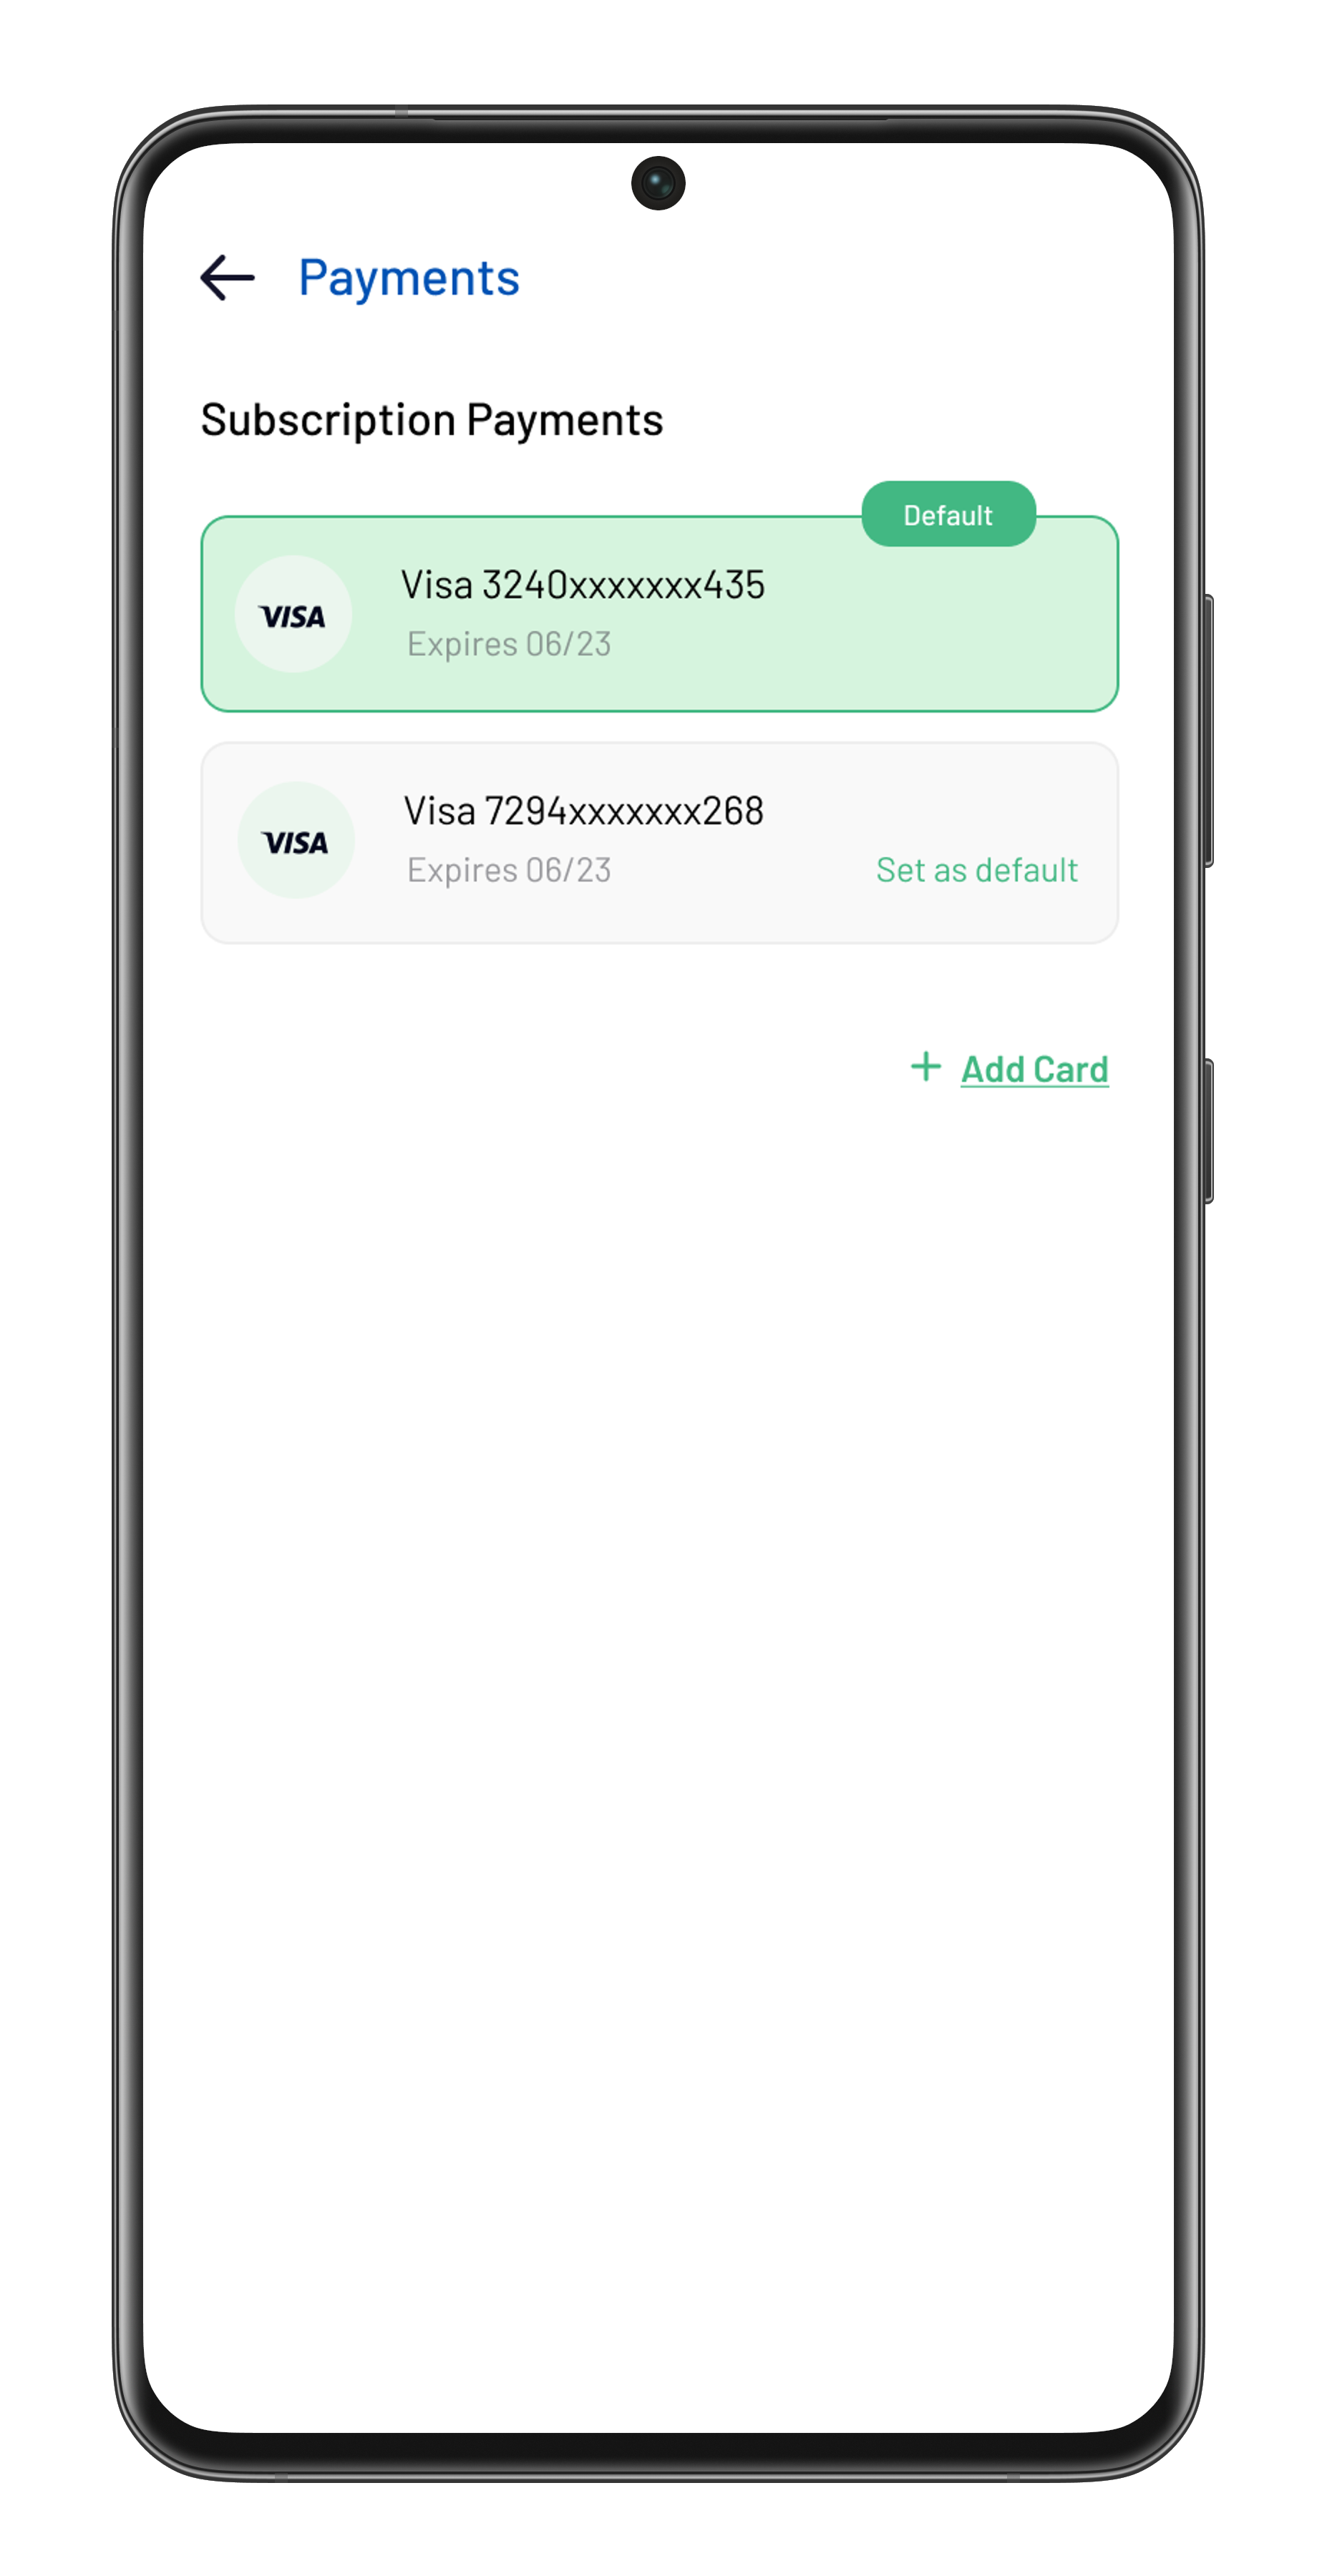 Payments
Subscription Payments
Default
VISA
Visa 3240xxxxxxx435
Expires 06/23
VISA
Visa 7294xxxxxxx268
Expires 06/23
Set as default
+ Add Card